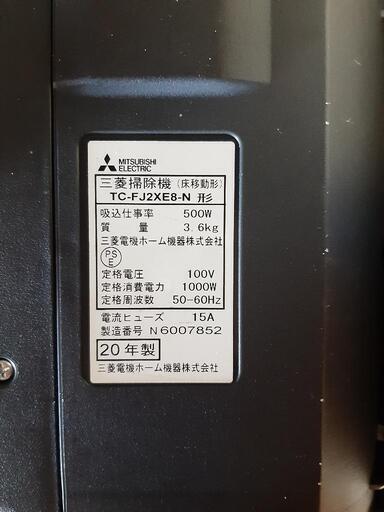 MITSUBISHI
ELECTRIC
三菱掃除機(床移動形)
TC-FJ2XE8-N 形
吸込仕事率 500W
質量 3.6kg
三菱電機ホーム機器株式会社
PS
E
定格電圧 100V
定格消費電力 1000W
定格周波数 50-60Hz
電流ヒューズ 15A
製造番号 N6007852
20年製
三菱電機ホーム機器株式会社